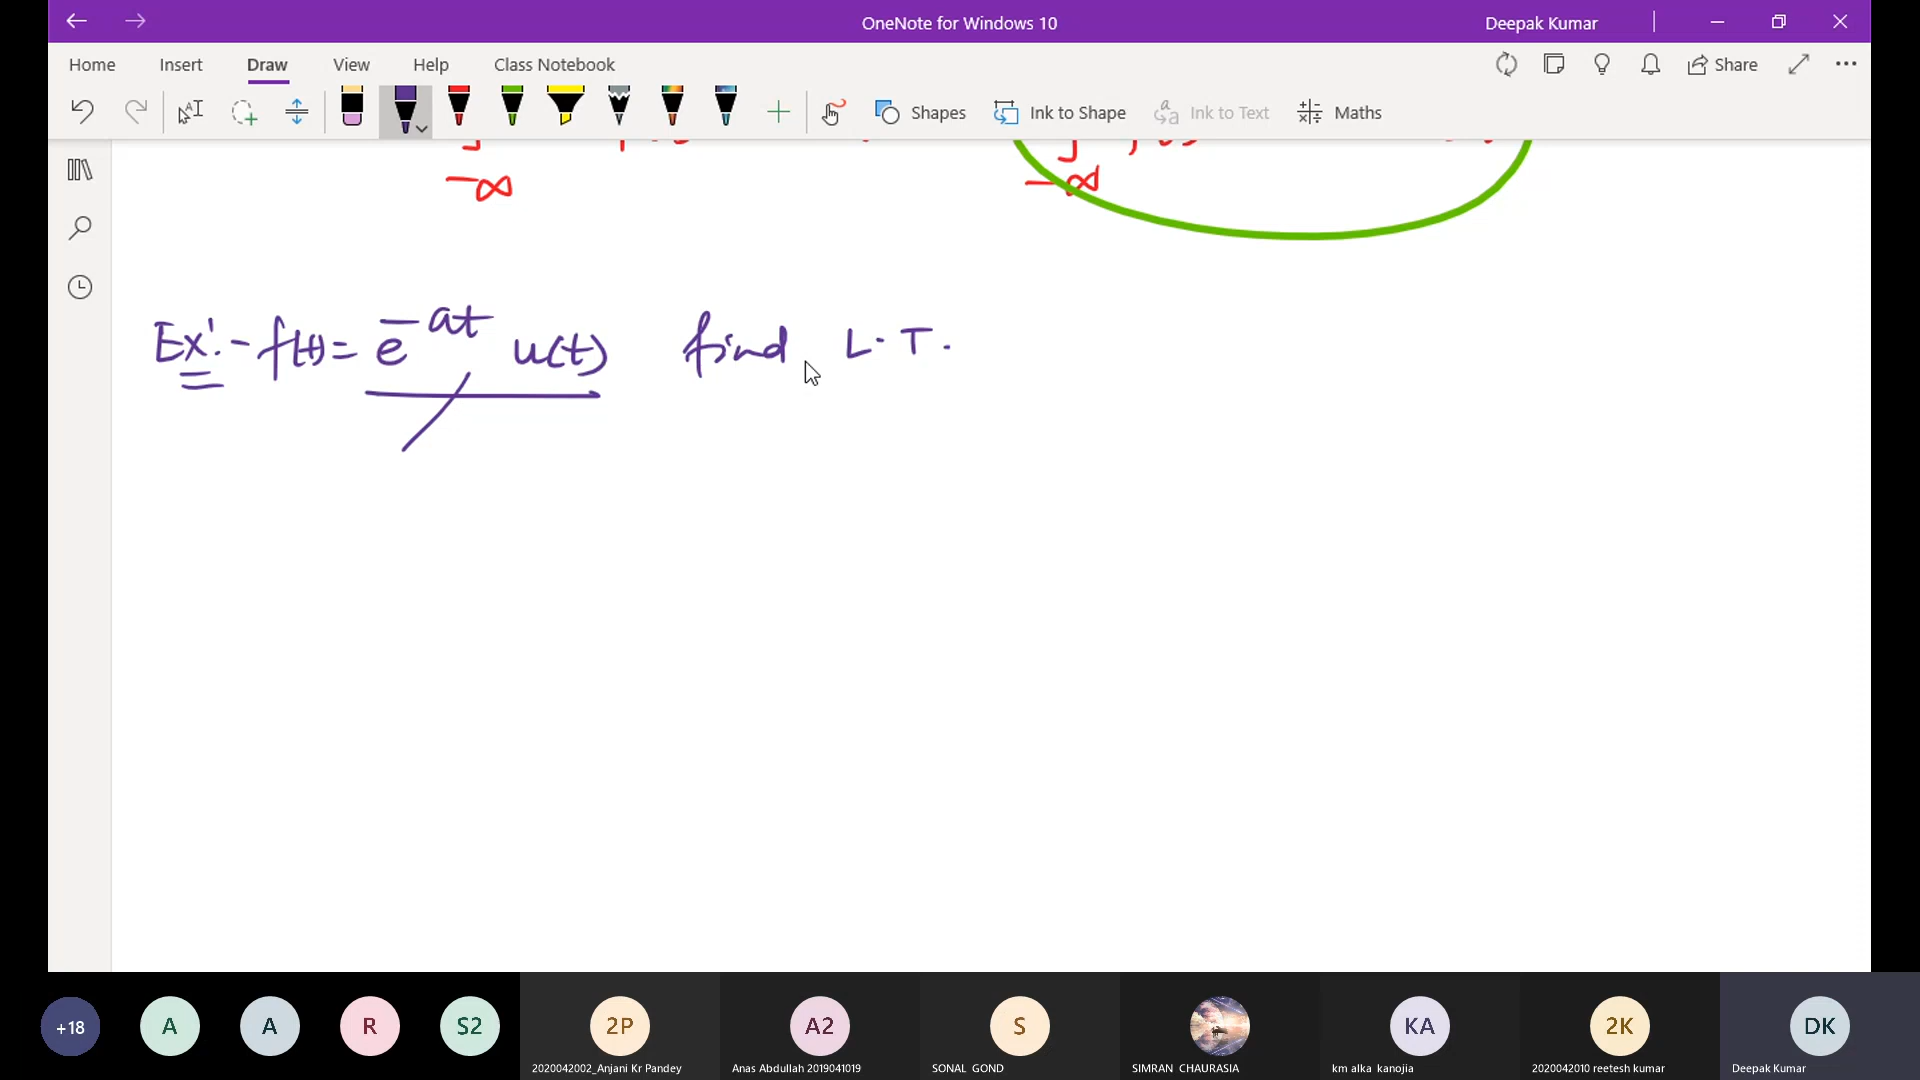 OneNote for Windows 10
Deepak Kumar
Home Insert Draw View Help Class Notebook
Share
Shapes Ink to Shape Ink to Text Maths
-∞ -∞
Ex:- f(t) = e^-at u(t) find L.T.
+18 A A R S2 2P A2 S KA 2K DK
2020042002_Anjani Kr Pandey Anas Abdullah 2019041019 SONAL GOND SIMRAN CHAURASIA km alka kanojia 2020042010 reetesh kumar Deepak Kumar